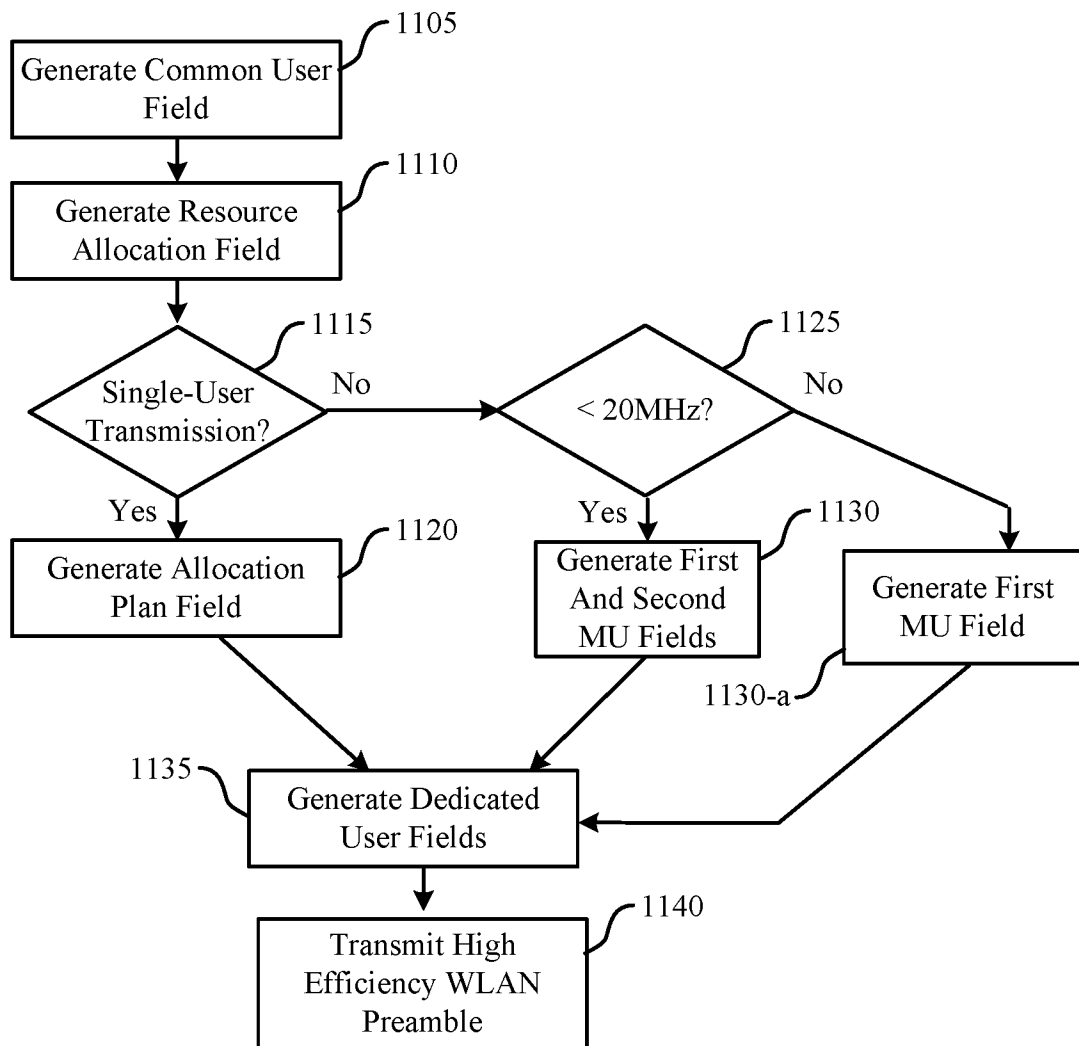 1105
Generate Common User
Field
1110
Generate Resource
Allocation Field
1115
Single-User
Transmission?
No
Yes
1125
< 20MHz?
No
Yes
1120
Generate Allocation
Plan Field
1130
Generate First
And Second
MU Fields
Generate First
MU Field
1130-a
1135
Generate Dedicated
User Fields
1140
Transmit High
Efficiency WLAN
Preamble